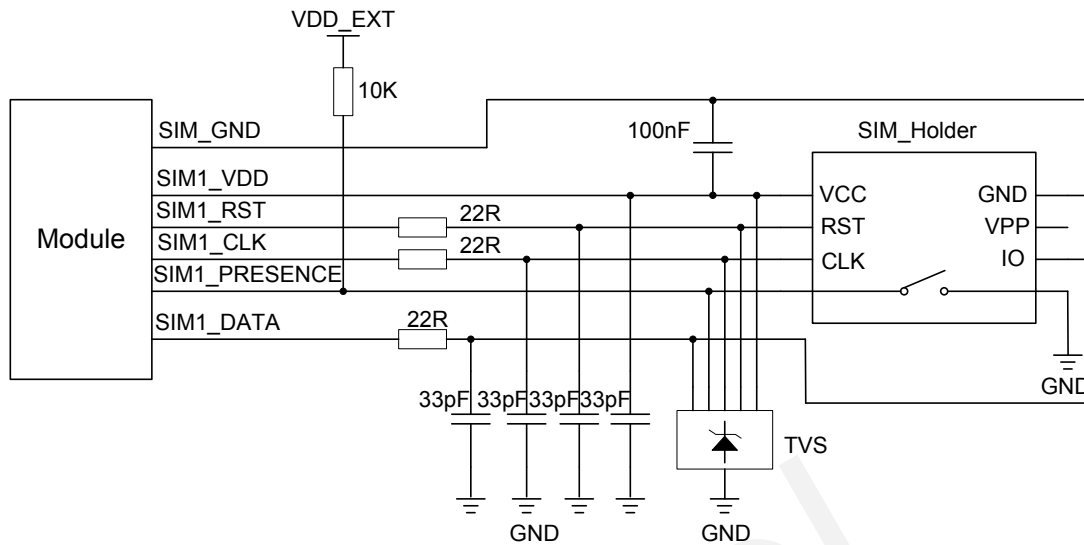 VDD_EXT
10K
SIM_GND
100nF
SIM_Holder
SIM1_VDD
VCC
GND
SIM1_RST
22R
RST
VPP
Module
SIM1_CLK
22R
CLK
IO
SIM1_PRESENCE
SIM1_DATA
22R
GND
33pF 33pF 33pF 33pF
TVS
GND
GND